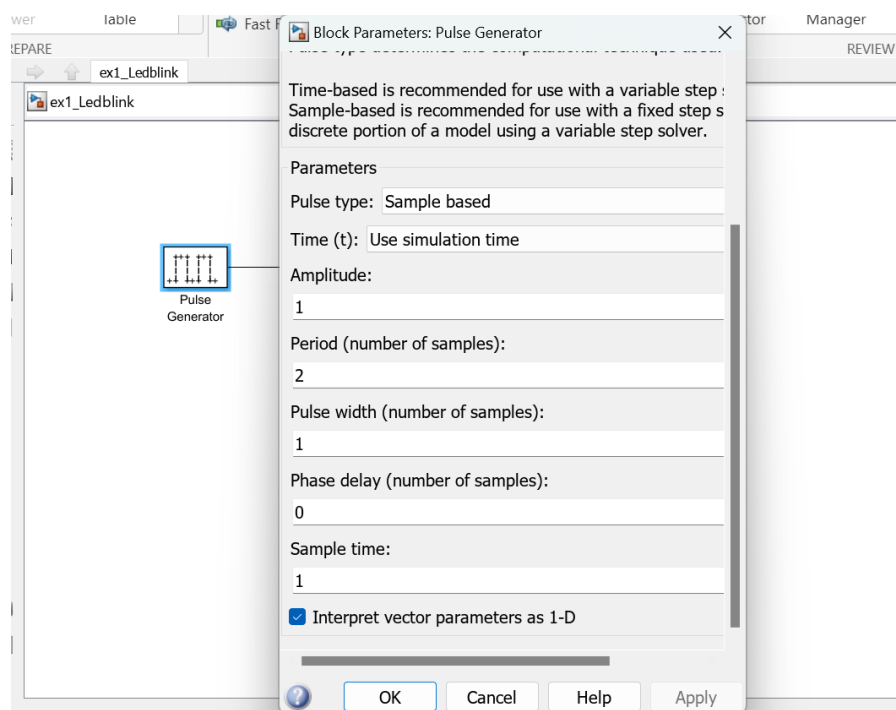 Table
Fast
Manager
REVIEW
ex1_Ledblink
ex1_Ledblink
Block Parameters: Pulse Generator
Time-based is recommended for use with a variable step
Sample-based is recommended for use with a fixed step s
discrete portion of a model using a variable step solver.
Parameters
Pulse type: Sample based
Time (t): Use simulation time
Amplitude:
1
Period (number of samples):
2
Pulse width (number of samples):
1
Phase delay (number of samples):
0
Sample time:
1
Interpret vector parameters as 1-D
OK Cancel Help Apply
Pulse
Generator